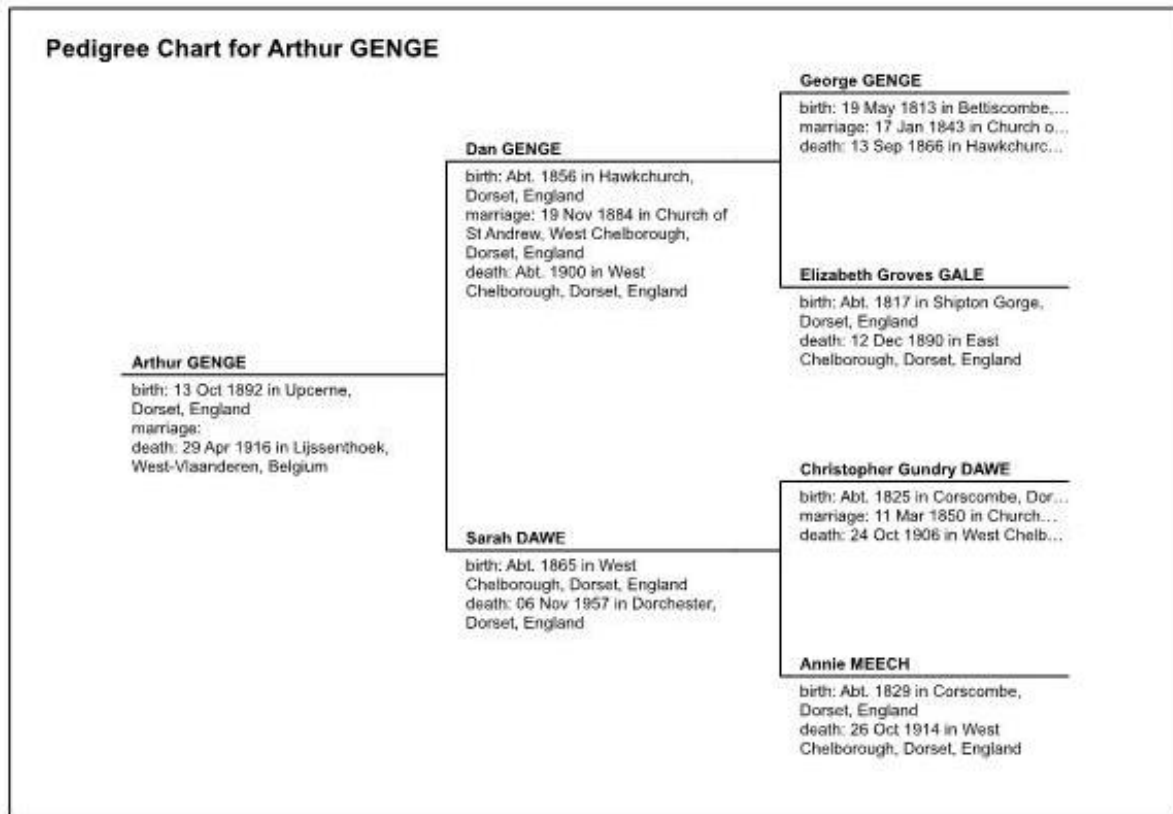 Pedigree Chart for Arthur GENGE
George GENGE
birth: 19 May 1813 in Bettiscombe,...
marriage: 17 Jan 1843 in Church o...
death: 13 Sep 1866 in Hawkchurc...
Dan GENGE
birth: Abt. 1856 in Hawkchurch,
Dorset, England
marriage: 19 Nov 1884 in Church of
St Andrew, West Chelborough,
Dorset, England
death: Abt. 1900 in West
Chelborough, Dorset, England
Elizabeth Groves GALE
birth: Abt. 1817 in Shipton Gorge,
Dorset, England
death: 12 Dec 1890 in East
Chelborough, Dorset, England
Arthur GENGE
birth: 13 Oct 1892 in Upcerne,
Dorset, England
marriage:
death: 29 Apr 1916 in Lijssenthoek,
West-Vlaanderen, Belgium
Christopher Gundry DAWE
birth: Abt. 1825 in Corscombe, Dor...
marriage: 11 Mar 1850 in Church...
death: 24 Oct 1906 in West Chelb...
Sarah DAWE
birth: Abt. 1865 in West
Chelborough, Dorset, England
death: 06 Nov 1957 in Dorchester,
Dorset, England
Annie MEECH
birth: Abt. 1829 in Corscombe,
Dorset, England
death: 26 Oct 1914 in West
Chelborough, Dorset, England